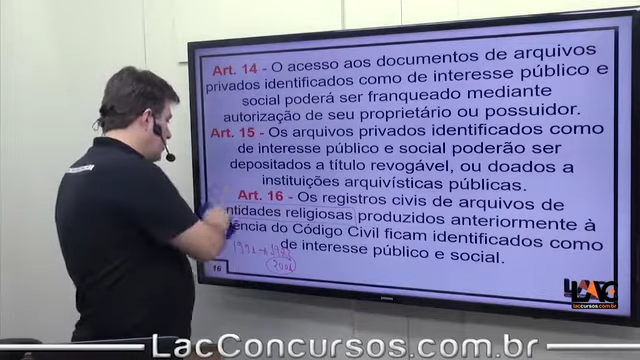 Art. 14 - O acesso aos documentos de arquivos
privados identificados como de interesse público e
social poderá ser franqueado mediante
autorização de seu proprietário ou possuidor.
Art. 15 - Os arquivos privados identificados como
de interesse público e social poderão ser
depositados a título revogável, ou doados a
instituições arquivísticas públicas.
Art. 16 - Os registros civis de arquivos de
ntidades religiosas produzidos anteriormente à
ência do Código Civil ficam identificados como
de interesse público e social.
16
LAC
laccursos.com.br
LacConcursos.com.br